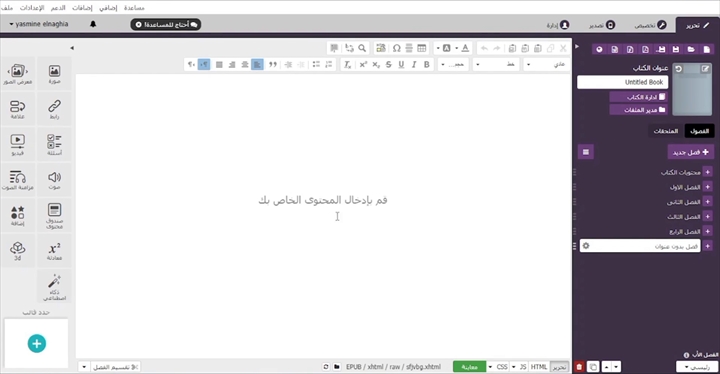 ملف الإعدادات الدعم إضافات إضافي مساعدة
تحرير
تخصيص
تصدير
إدارة
أحتاج للمساعدة!
yasmine elnaghia
عنوان الكتاب
Untitled Book
ادارة الكتاب
مدير الملفات
الفصول
الملحقات
فصل جديد
محتويات الكتاب
الفصل الأول
الفصل الثاني
الفصل الثالث
الفصل الرابع
فصل بدون عنوان
الفصل الأب
رئيسي
عادي
خط
حجم...
قم بإدخال المحتوى الخاص بك
صورة
معرض الصور
رابط
علامة
أسئلة
فيديو
صوت
مزامنة الصوت
صندوق محتوى
إضافة
معادلة
3d
ذكاء اصطناعي
حدد قالب
تحرير
HTML
JS
CSS
معاينة
EPUB / xhtml / raw / sfjvbg.xhtml
تقسيم الفصل